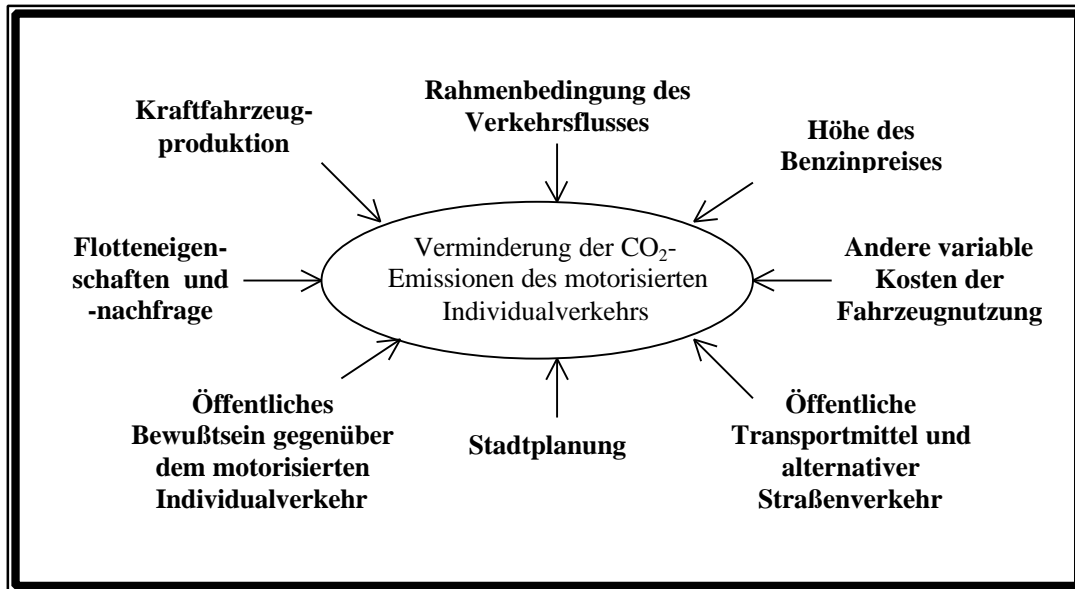 Kraftfahrzeug-
produktion
Rahmenbedingung des
Verkehrsflusses
Höhe des
Benzinpreises
Flotteneigen-
schaften und
-nachfrage
Verminderung der CO₂-
Emissionen des motorisierten
Individualverkehrs
Andere variable
Kosten der
Fahrzeugnutzung
Öffentliches
Bewußtsein gegenüber
dem motorisierten
Individualverkehr
Stadtplanung
Öffentliche
Transportmittel und
alternativer
Straßenverkehr